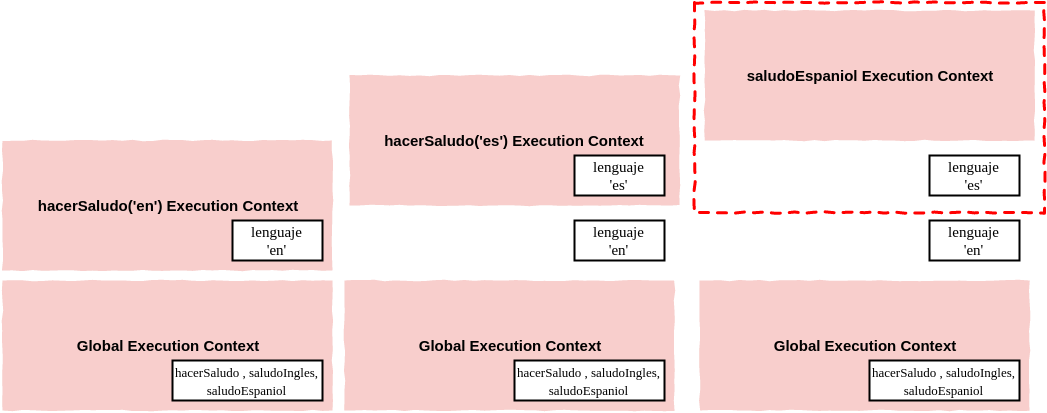 saludoEspaniol Execution Context
hacerSaludo('es') Execution Context
lenguaje
'es'
lenguaje
'es'
hacerSaludo('en') Execution Context
lenguaje
'en'
lenguaje
'en'
lenguaje
'en'
Global Execution Context
hacerSaludo , saludoIngles,
saludoEspaniol
Global Execution Context
hacerSaludo , saludoIngles,
saludoEspaniol
Global Execution Context
hacerSaludo , saludoIngles,
saludoEspaniol